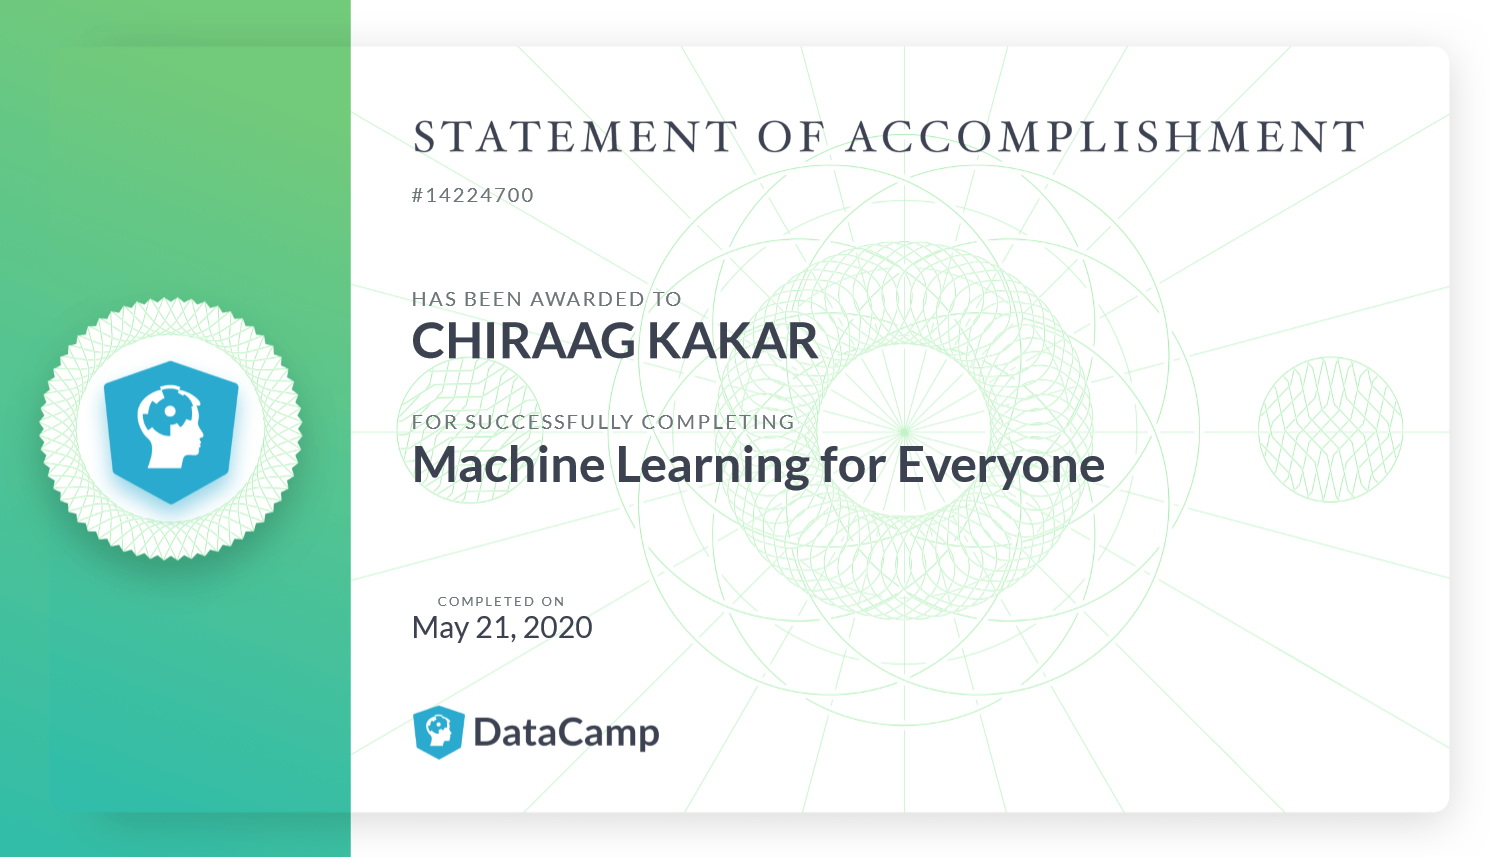 STATEMENT OF ACCOMPLISHMENT
#14224700
HAS BEEN AWARDED TO
CHIRAAG KAKAR
FOR SUCCESSFULLY COMPLETING
Machine Learning for Everyone
COMPLETED ON
May 21, 2020
DataCamp